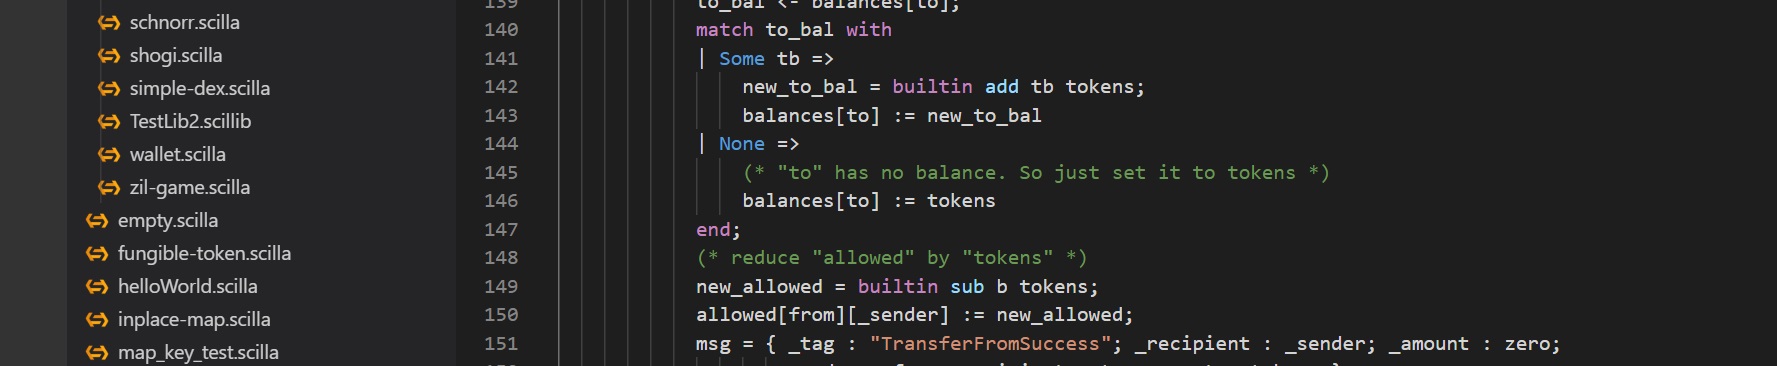 schnorr.scilla
shogi.scilla
simple-dex.scilla
TestLib2.scillib
wallet.scilla
zil-game.scilla
empty.scilla
fungible-token.scilla
helloWorld.scilla
inplace-map.scilla
map_key_test.scilla
139 to_bal <- balances[to];
140 match to_bal with
141 | Some tb =>
142 new_to_bal = builtin add tb tokens;
143 balances[to] := new_to_bal
144 | None =>
145 (* "to" has no balance. So just set it to tokens *)
146 balances[to] := tokens
147 end;
148 (* reduce "allowed" by "tokens" *)
149 new_allowed = builtin sub b tokens;
150 allowed[from][_sender] := new_allowed;
151 msg = { _tag : "TransferFromSuccess"; _recipient : _sender; _amount : zero;